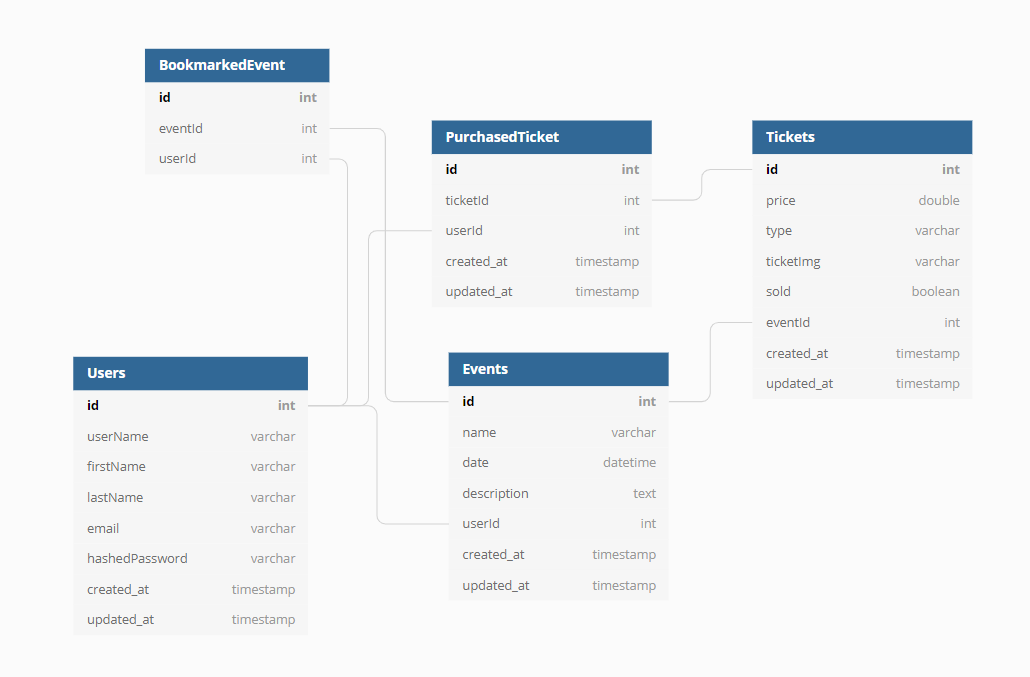 BookmarkedEvent
id int
eventId int
userId int
PurchasedTicket
id int
ticketId int
userId int
created_at timestamp
updated_at timestamp
Tickets
id int
price double
type varchar
ticketImg varchar
sold boolean
eventId int
created_at timestamp
updated_at timestamp
Users
id int
userName varchar
firstName varchar
lastName varchar
email varchar
hashedPassword varchar
created_at timestamp
updated_at timestamp
Events
id int
name varchar
date datetime
description text
userId int
created_at timestamp
updated_at timestamp